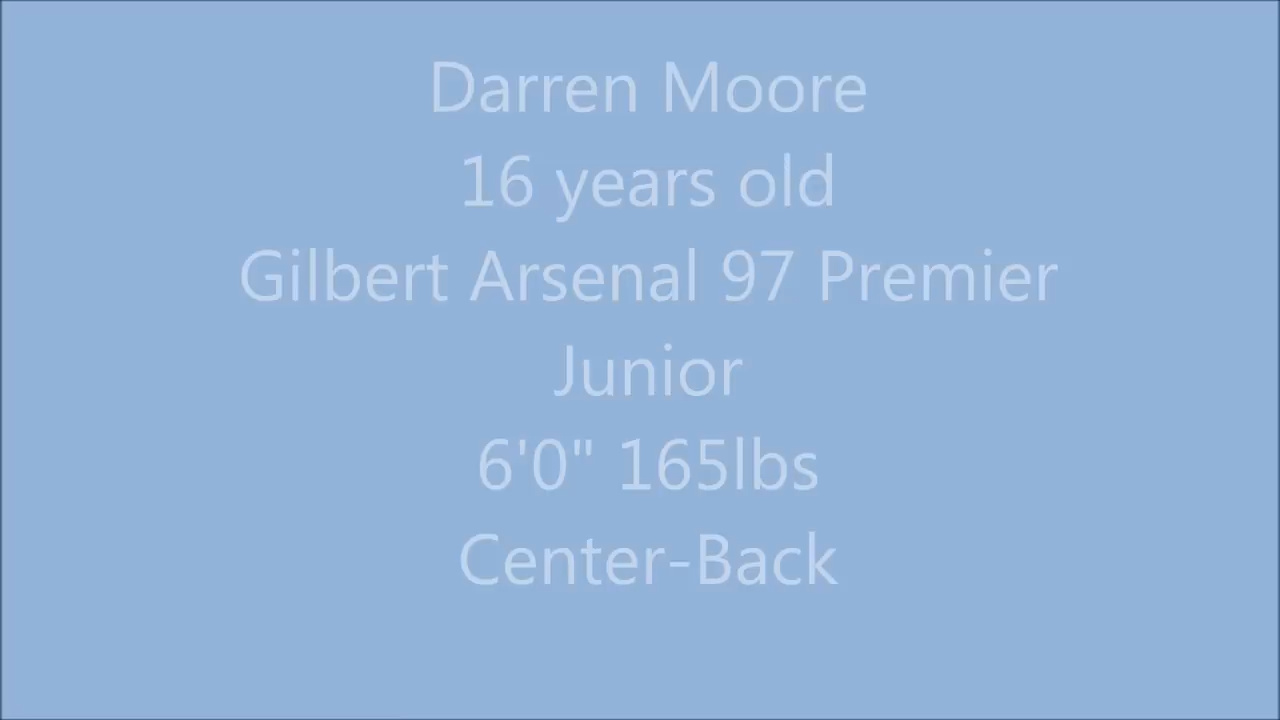 Darren Moore
16 years old
Gilbert Arsenal 97 Premier
Junior
6'0" 165lbs
Center-Back